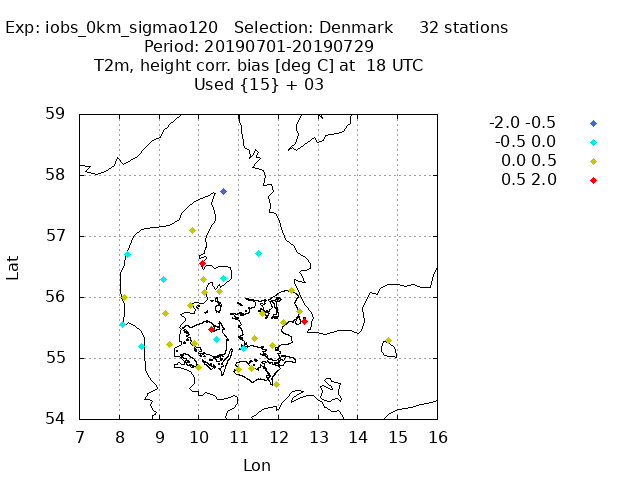 Exp: iobs_0km_sigmao120   Selection: Denmark     32 stations
Period: 20190701-20190729
T2m, height corr. bias [deg C] at  18 UTC
Used {15} + 03
-2.0 -0.5
-0.5 0.0
0.0 0.5
0.5 2.0
Lat
59
58
57
56
55
54
7 8 9 10 11 12 13 14 15 16
Lon